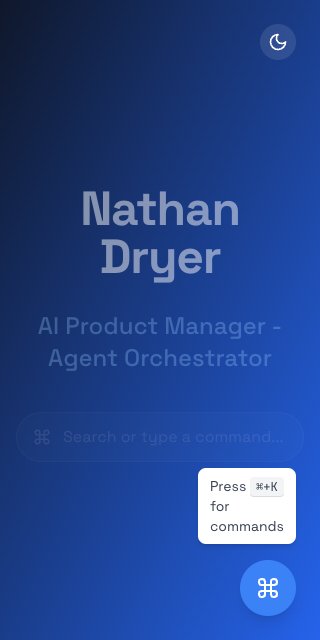 Nathan
Dryer
AI Product Manager -
Agent Orchestrator
⌘ Search or type a command...
Press ⌘+K
for
commands
⌘